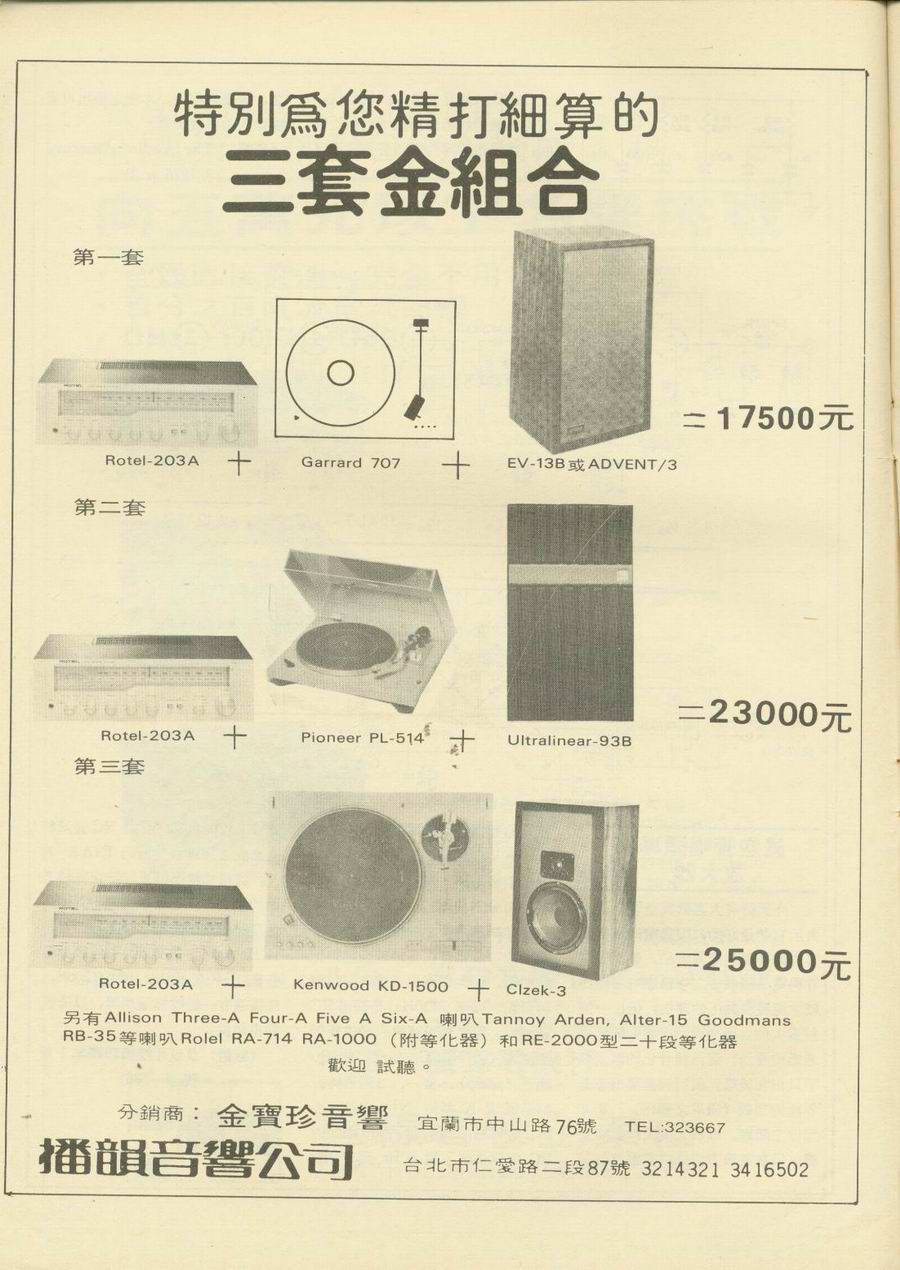 特別爲您精打細算的
三套金組合
第一套
ROTEL
= 17500元
Rotel-203A + Garrard 707 + EV-13B或ADVENT/3
第二套
ROTEL
=23000元
Rotel-203A + Pioneer PL-514 + Ultralinear-93B
第三套
=25000元
Rotel-203A + Kenwood KD-1500 + Clzek-3
另有Allison Three-A Four-A Five A Six-A 喇叭Tannoy Arden, Alter-15 Goodmans
RB-35等喇叭Rolel RA-714 RA-1000（附等化器）和RE-2000型二十段等化器
歡迎 試聽。
分銷商：金寶珍音響 宜蘭市中山路76號 TEL:323667
播韻音響公司 台北市仁愛路二段87號 3214321 3416502